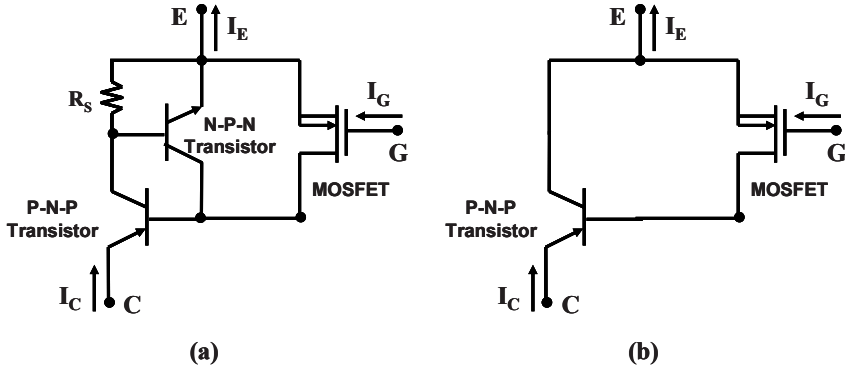 E
I_E
R_S
N-P-N
Transistor
I_G
G
MOSFET
P-N-P
Transistor
I_C
C
(a)
E
I_E
I_G
G
MOSFET
P-N-P
Transistor
I_C
C
(b)